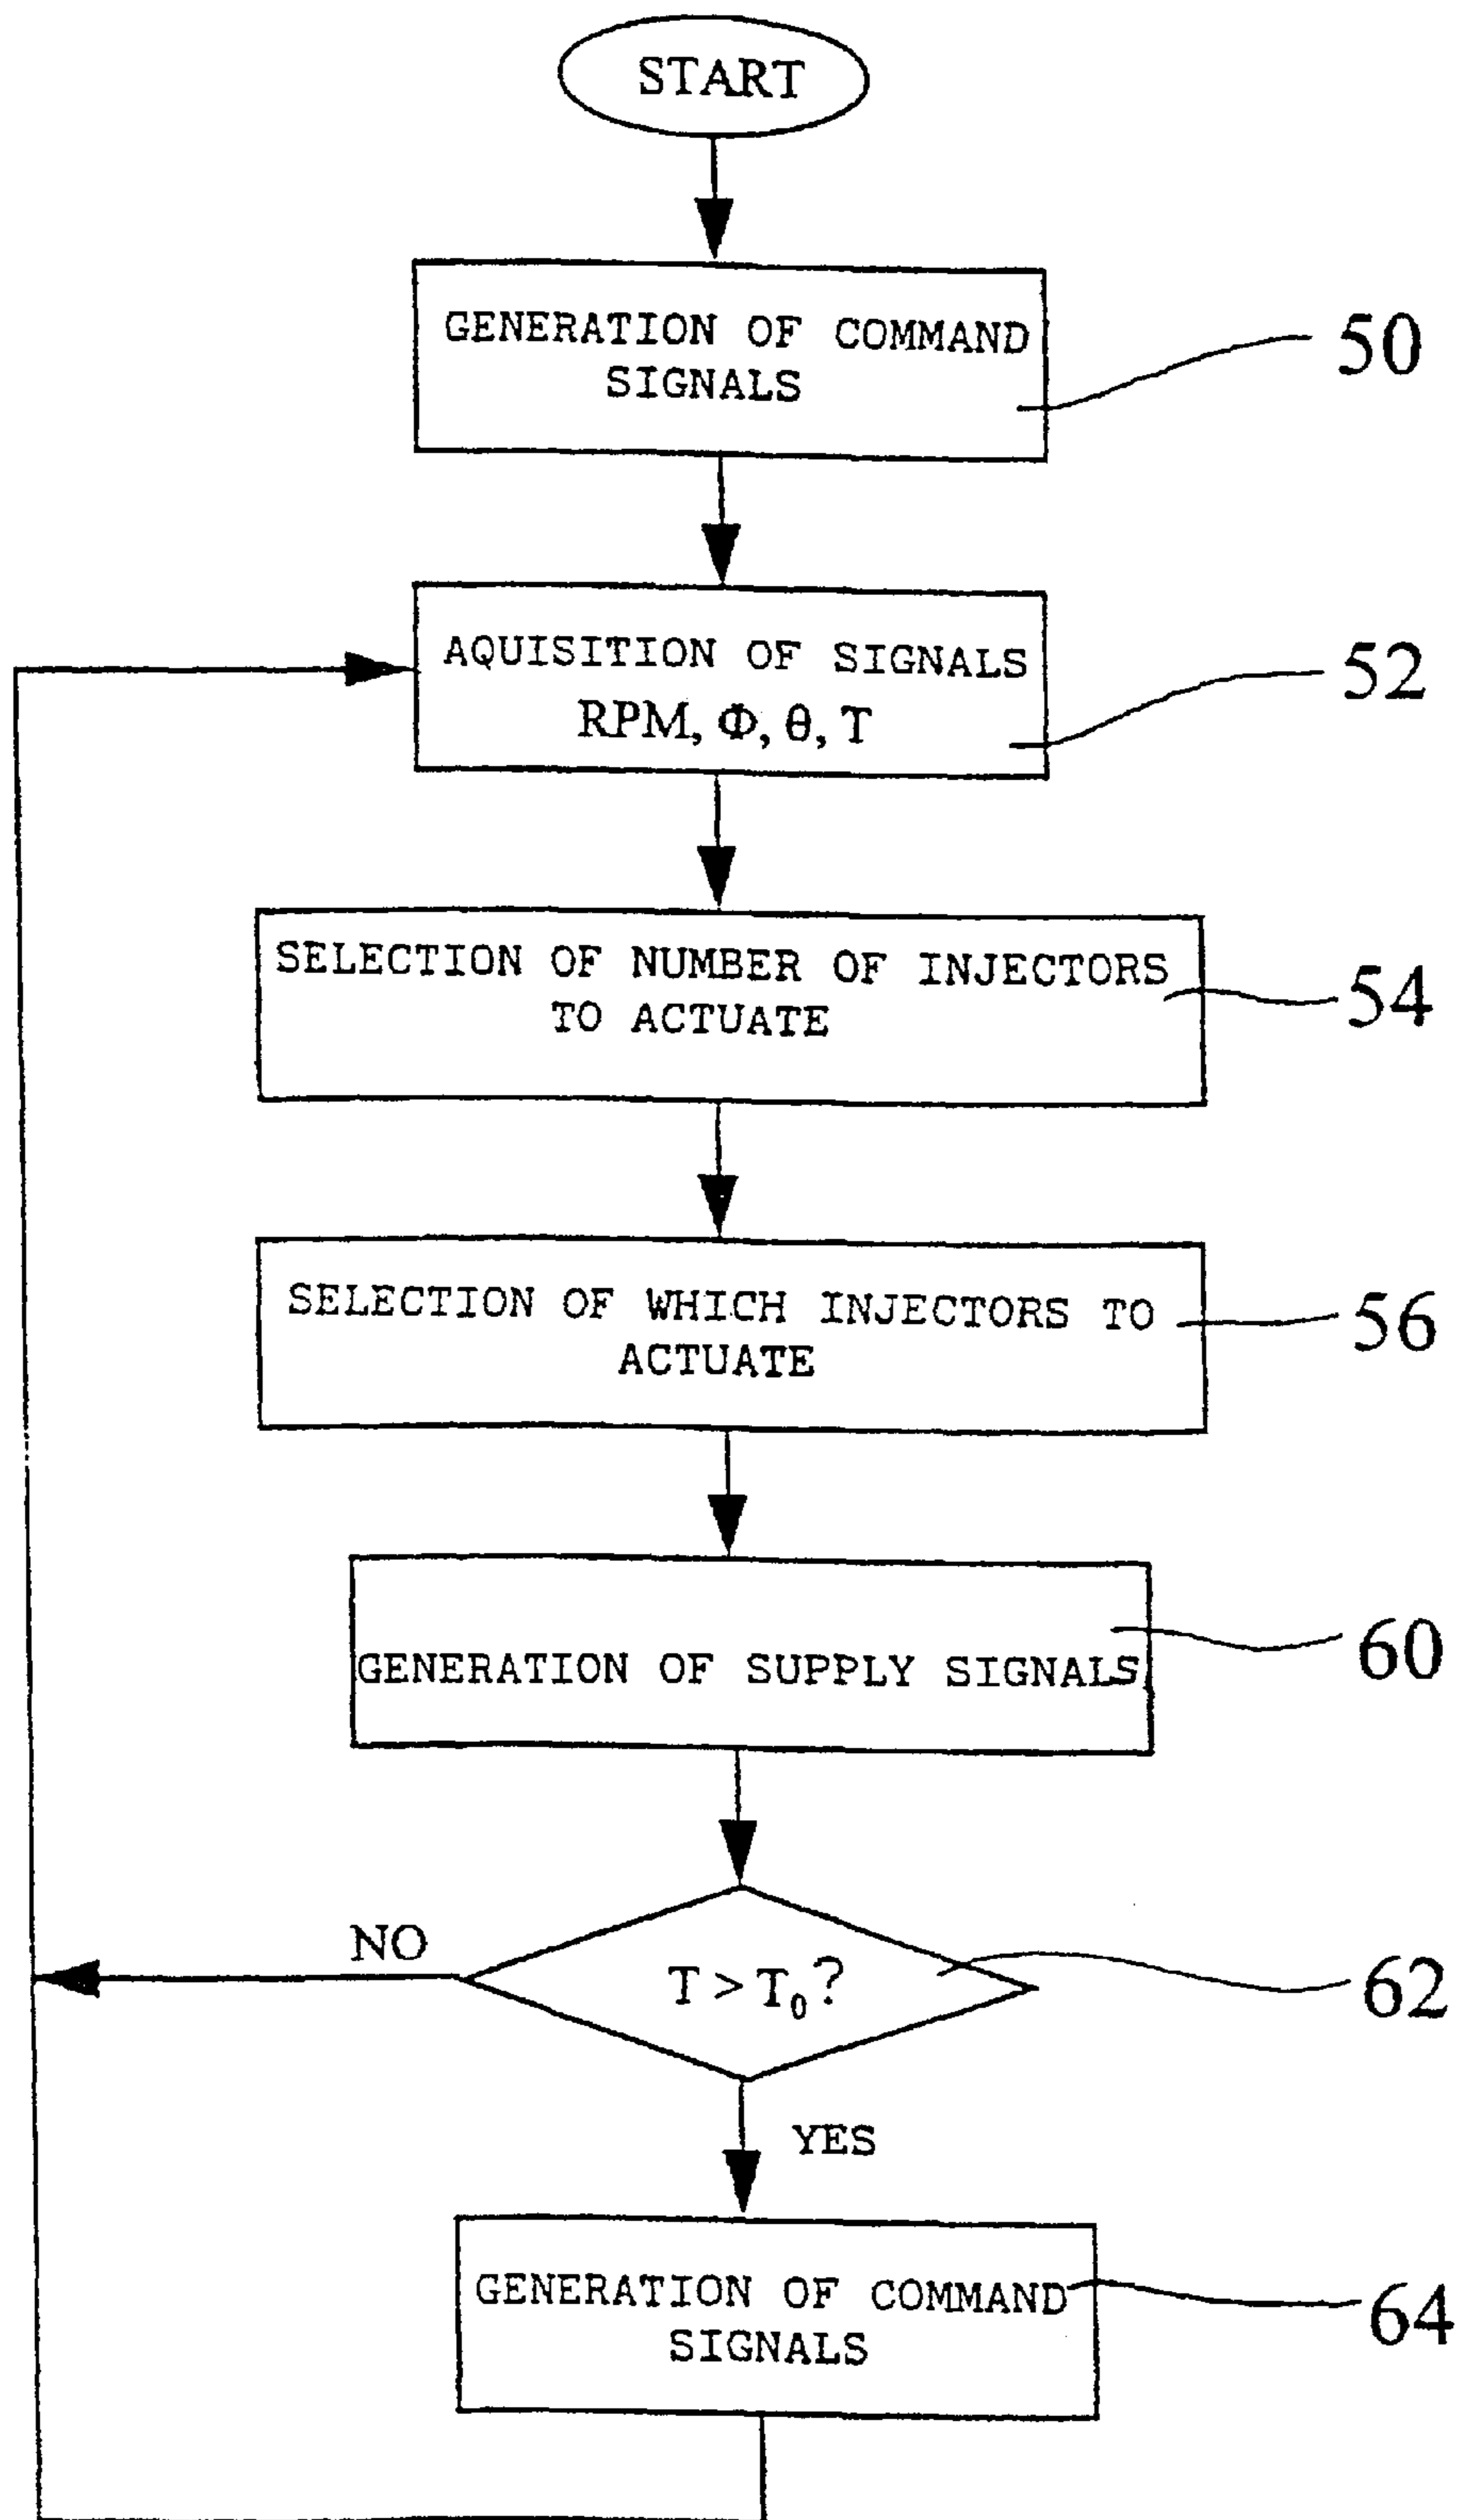 START
GENERATION OF COMMAND
SIGNALS
50
AQUISITION OF SIGNALS
RPM, Φ, θ, T
52
SELECTION OF NUMBER OF INJECTORS
TO ACTUATE
54
SELECTION OF WHICH INJECTORS TO
ACTUATE
56
GENERATION OF SUPPLY SIGNALS
60
NO
T > T₀?
62
YES
GENERATION OF COMMAND
SIGNALS
64